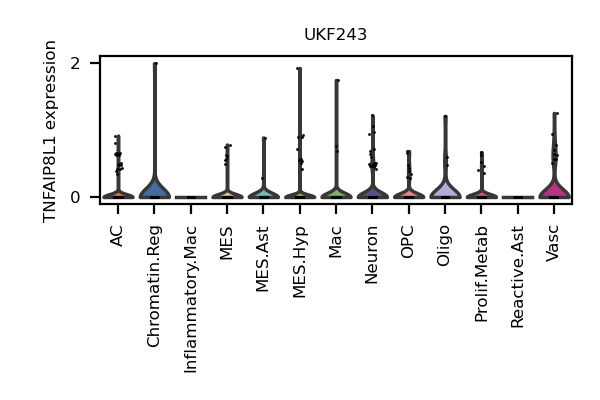 UKF243
TNFAIP8L1 expression
2
0
AC
Chromatin.Reg
Inflammatory.Mac
MES
MES.Ast
MES.Hyp
Mac
Neuron
OPC
Oligo
Prolif.Metab
Reactive.Ast
Vasc